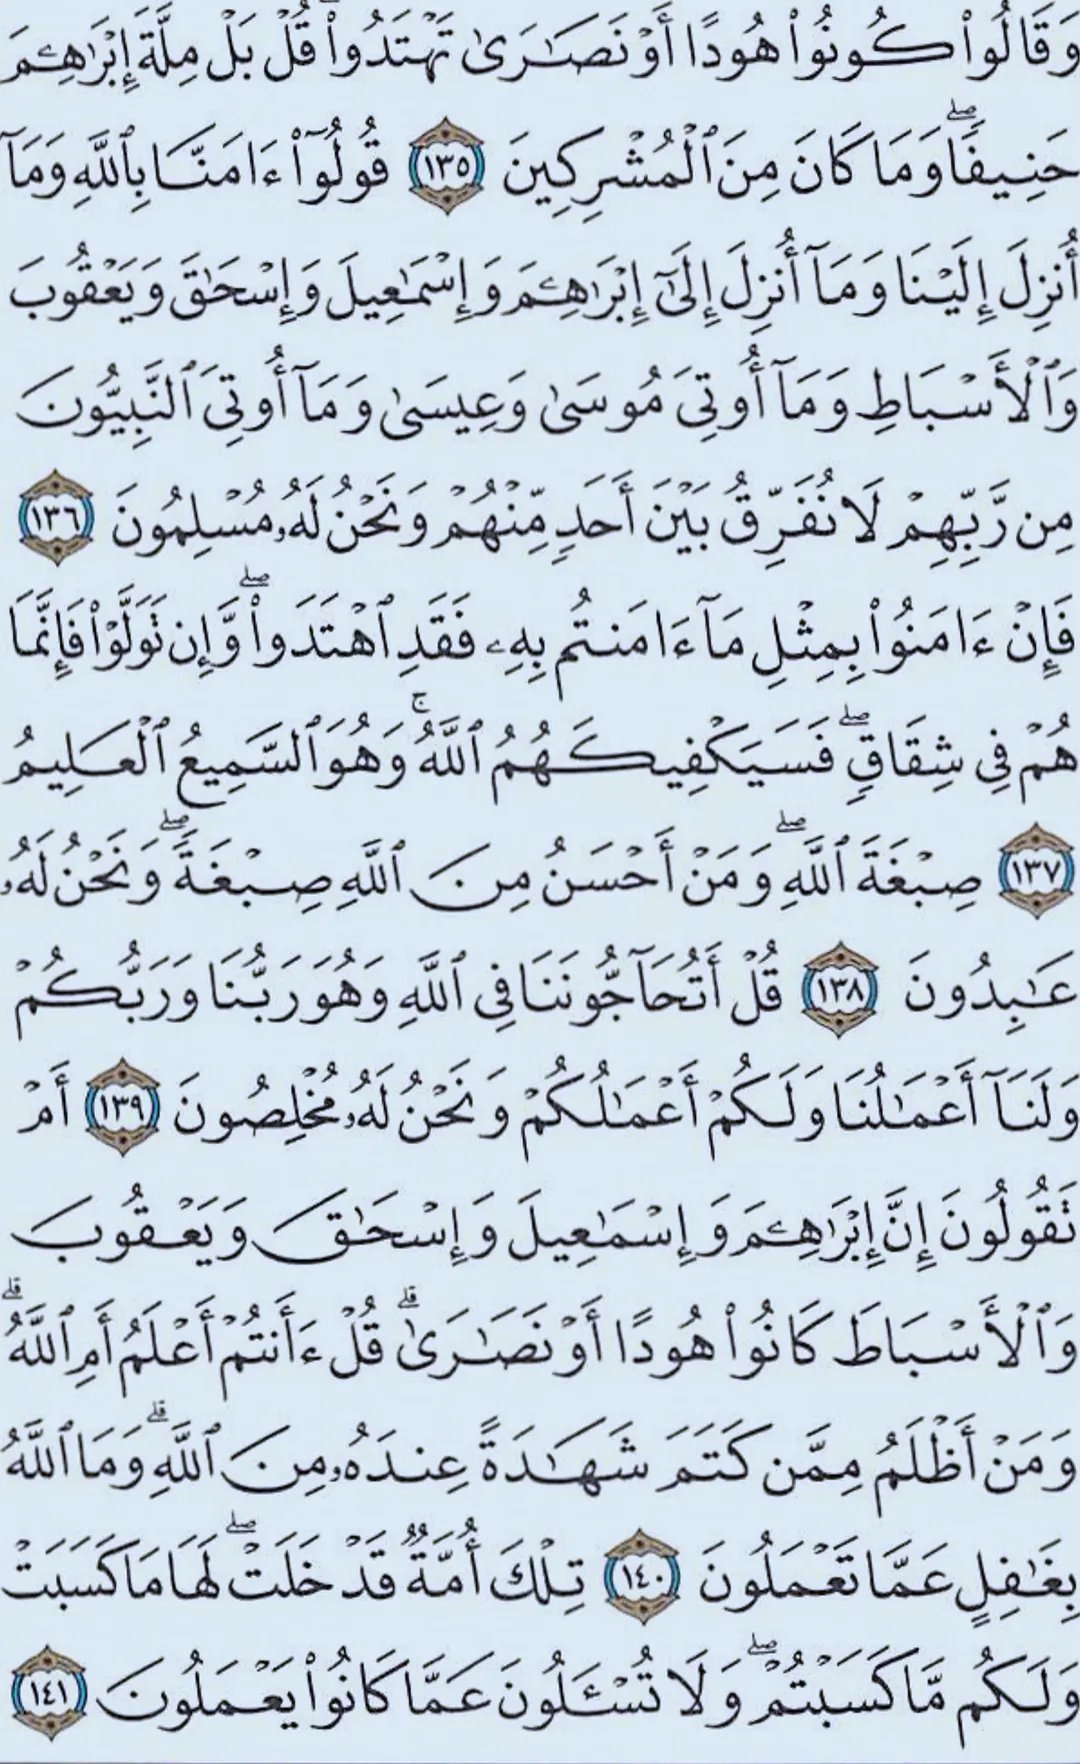 وَقَالُوا۟ كُونُوا۟ هُودًا أَوْ نَصَـٰرَىٰ تَهْتَدُوا۟ ۗ قُلْ بَلْ مِلَّةَ إِبْرَٰهِـۧمَ
حَنِيفًا ۖ وَمَا كَانَ مِنَ ٱلْمُشْرِكِينَ ١٣٥ قُولُوٓا۟ ءَامَنَّا بِٱللَّهِ وَمَآ
أُنزِلَ إِلَيْنَا وَمَآ أُنزِلَ إِلَىٰٓ إِبْرَٰهِـۧمَ وَإِسْمَـٰعِيلَ وَإِسْحَـٰقَ وَيَعْقُوبَ
وَٱلْأَسْبَاطِ وَمَآ أُوتِىَ مُوسَىٰ وَعِيسَىٰ وَمَآ أُوتِىَ ٱلنَّبِيُّونَ
مِن رَّبِّهِمْ لَا نُفَرِّقُ بَيْنَ أَحَدٍ مِّنْهُمْ وَنَحْنُ لَهُۥ مُسْلِمُونَ ١٣٦
فَإِنْ ءَامَنُوا۟ بِمِثْلِ مَآ ءَامَنتُم بِهِۦ فَقَدِ ٱهْتَدَوا۟ ۖ وَّإِن تَوَلَّوْا۟ فَإِنَّمَا
هُمْ فِى شِقَاقٍ ۖ فَسَيَكْفِيكَهُمُ ٱللَّهُ ۚ وَهُوَ ٱلسَّمِيعُ ٱلْعَلِيمُ
١٣٧ صِبْغَةَ ٱللَّهِ ۖ وَمَنْ أَحْسَنُ مِنَ ٱللَّهِ صِبْغَةً ۖ وَنَحْنُ لَهُۥ
عَـٰبِدُونَ ١٣٨ قُلْ أَتُحَآجُّونَنَا فِى ٱللَّهِ وَهُوَ رَبُّنَا وَرَبُّكُمْ
وَلَنَآ أَعْمَـٰلُنَا وَلَكُمْ أَعْمَـٰلُكُمْ وَنَحْنُ لَهُۥ مُخْلِصُونَ ١٣٩ أَمْ
تَقُولُونَ إِنَّ إِبْرَٰهِـۧمَ وَإِسْمَـٰعِيلَ وَإِسْحَـٰقَ وَيَعْقُوبَ
وَٱلْأَسْبَاطَ كَانُوا۟ هُودًا أَوْ نَصَـٰرَىٰ ۗ قُلْ ءَأَنتُمْ أَعْلَمُ أَمِ ٱللَّهُ ۗ
وَمَنْ أَظْلَمُ مِمَّن كَتَمَ شَهَـٰدَةً عِندَهُۥ مِنَ ٱللَّهِ ۗ وَمَا ٱللَّهُ
بِغَـٰفِلٍ عَمَّا تَعْمَلُونَ ١٤٠ تِلْكَ أُمَّةٌ قَدْ خَلَتْ ۖ لَهَا مَا كَسَبَتْ
وَلَكُم مَّا كَسَبْتُمْ ۖ وَلَا تُسْـَٔلُونَ عَمَّا كَانُوا۟ يَعْمَلُونَ ١٤١